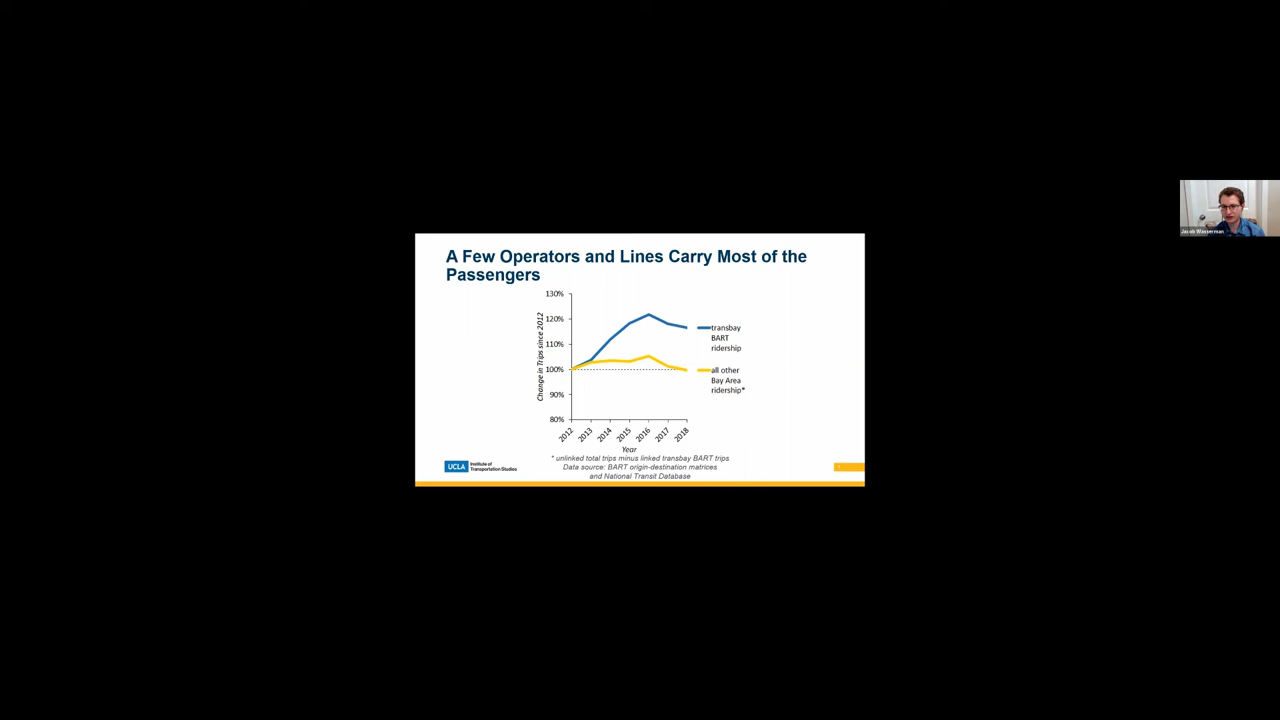 A Few Operators and Lines Carry Most of the
Passengers
130%
120%
110%
100%
90%
80%
Change in Trips since 2012
2012
2013
2014
2015
2016
2017
2018
Year
transbay
BART
ridership
all other
Bay Area
ridership*
* unlinked total trips minus linked transbay BART trips
Data source: BART origin-destination matrices
and National Transit Database
UCLA
Institute of
Transportation Studies
Jacob Wasserman